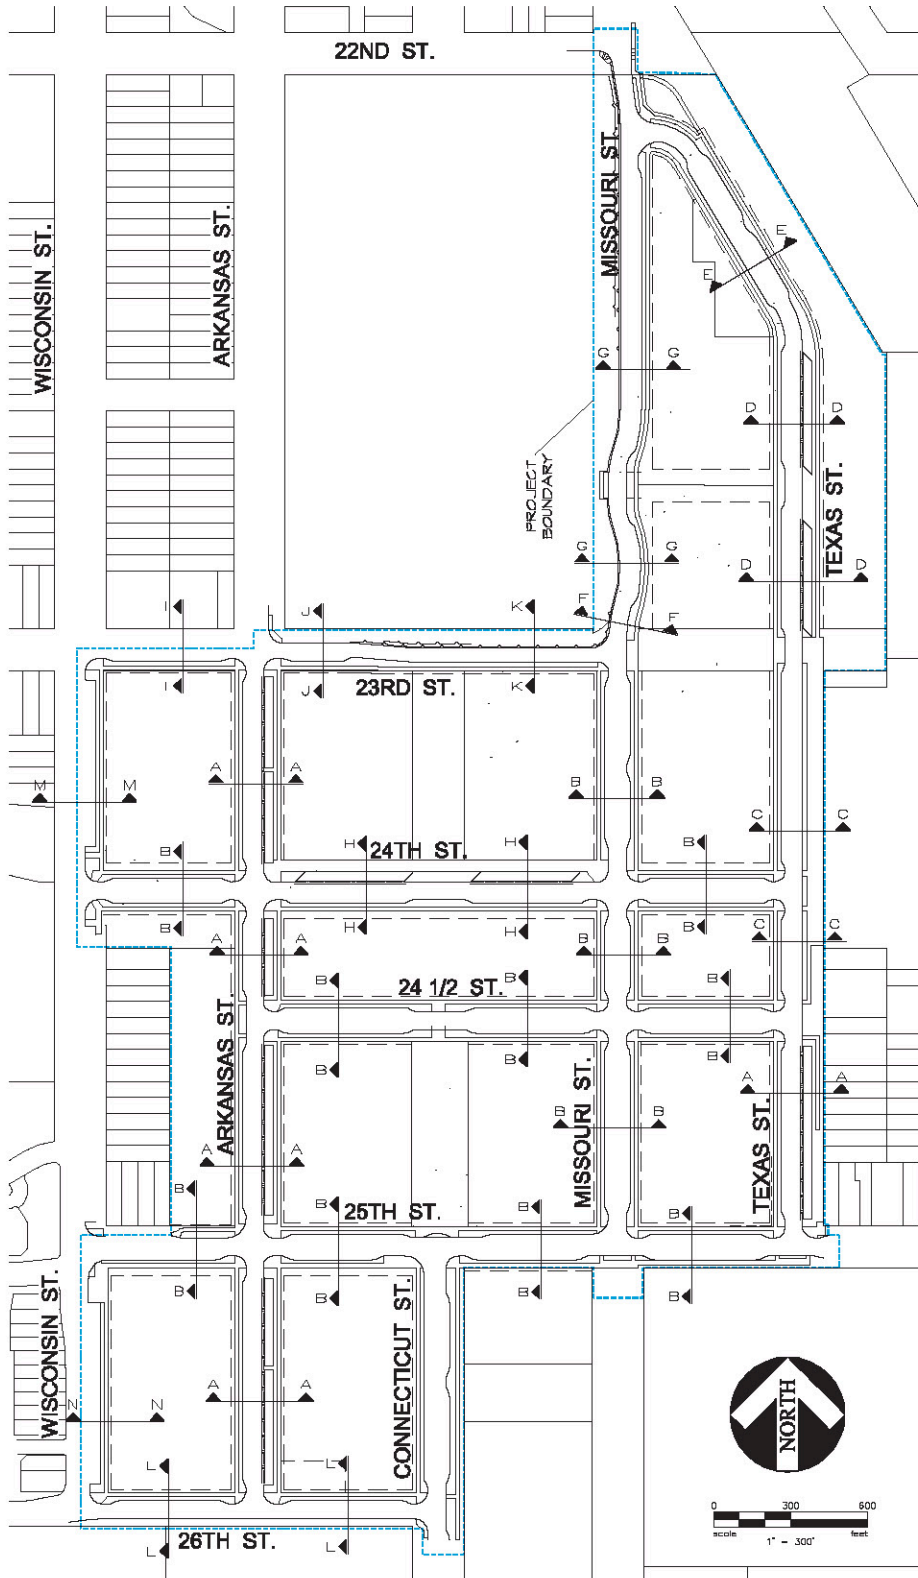 22ND ST.
MISSOURI ST.
WISCONSIN ST.
ARKANSAS ST.
E
E
G
G
D
D
PROJECT
BOUNDARY
TEXAS ST.
G
G
D
D
F
F
I
J
K
I
J
K
23RD ST.
M
M
A
A
B
B
C
C
B
H
H
B
24TH ST.
B
H
H
B
A
A
B
B
C
C
B
B
B
24 1/2 ST.
ARKANSAS ST.
B
B
B
MISSOURI ST.
A
A
TEXAS ST.
B
B
A
A
B
B
B
B
25TH ST.
B
B
B
B
WISCONSIN ST.
CONNECTICUT ST.
A
A
N
N
L
L
NORTH
0 300 600
scale feet
1" = 300'
26TH ST.
L
L